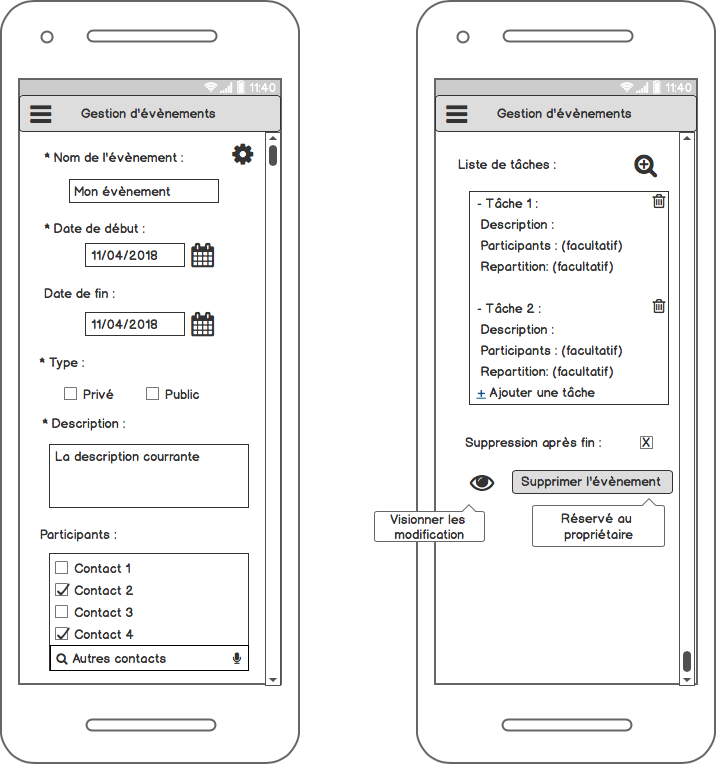 11:40
Gestion d'évènements
* Nom de l'évènement :
Mon évènement
* Date de début :
11/04/2018
Date de fin :
11/04/2018
* Type :
Privé
Public
* Description :
La description courrante
Participants :
Contact 1
Contact 2
Contact 3
Contact 4
Autres contacts
11:40
Gestion d'évènements
Liste de tâches :
- Tâche 1 :
Description :
Participants : (facultatif)
Repartition: (facultatif)
- Tâche 2 :
Description :
Participants : (facultatif)
Repartition: (facultatif)
+ Ajouter une tâche
Suppression après fin : X
Supprimer l'évènement
Visionner les
modification
Réservé au
propriétaire